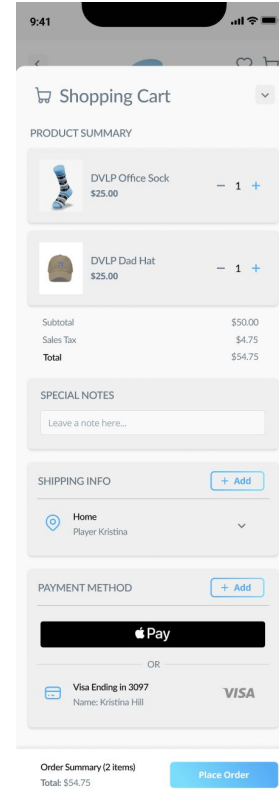 9:41
Shopping Cart
PRODUCT SUMMARY
DVLP Office Sock
$25.00
− 1 +
DVLP Dad Hat
$25.00
− 1 +
Subtotal $50.00
Sales Tax $4.75
Total $54.75
SPECIAL NOTES
Leave a note here...
SHIPPING INFO + Add
Home
Player Kristina
PAYMENT METHOD + Add
Pay
OR
Visa Ending in 3097
Name: Kristina Hill
VISA
Order Summary (2 items)
Total: $54.75
Place Order